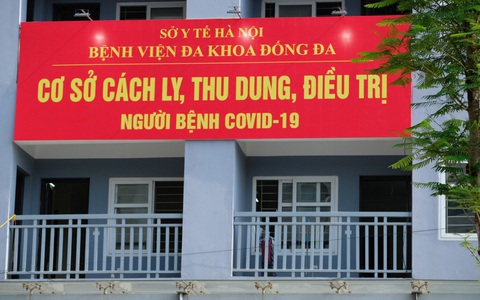 SỞ Y TẾ HÀ NỘI
BỆNH VIỆN ĐA KHOA ĐỐNG ĐA
CƠ SỞ CÁCH LY, THU DUNG, ĐIỀU TRỊ
NGƯỜI BỆNH COVID-19